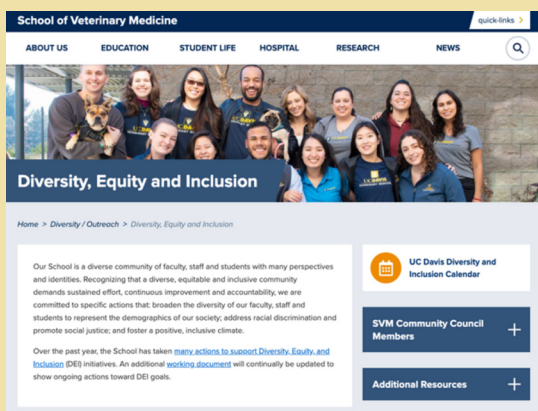 School of Veterinary Medicine
quick-links >
ABOUT US EDUCATION STUDENT LIFE HOSPITAL RESEARCH NEWS
UC DAVIS
UC DAVIS
Diversity, Equity and Inclusion
Home > Diversity / Outreach > Diversity, Equity and Inclusion
Our School is a diverse community of faculty, staff and students with many perspectives
and identities. Recognizing that a diverse, equitable and inclusive community
demands sustained effort, continuous improvement and accountability, we are
committed to specific actions that: broaden the diversity of our faculty, staff and
students to represent the demographics of our society; address racial discrimination and
promote social justice; and foster a positive, inclusive climate.
Over the past year, the School has taken many actions to support Diversity, Equity, and
Inclusion (DEI) initiatives. An additional working document will continually be updated to
show ongoing actions toward DEI goals.
UC Davis Diversity and
Inclusion Calendar
SVM Community Council
Members +
Additional Resources +